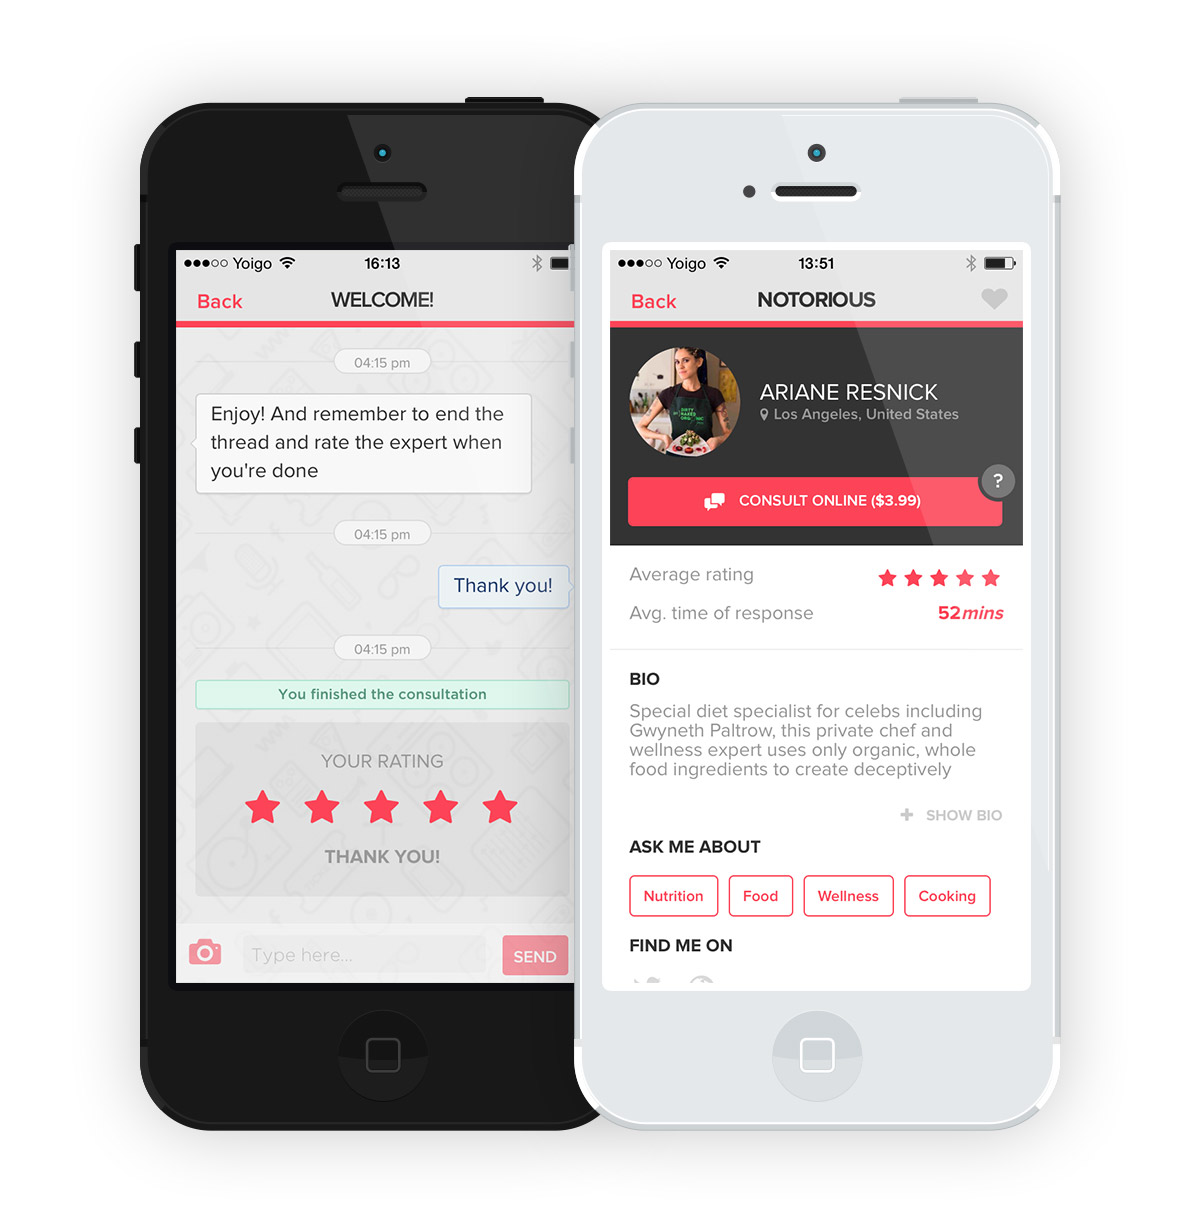 Yoigo 16:13
Back WELCOME!
04:15 pm
Enjoy! And remember to end the
thread and rate the expert when
you're done
04:15 pm
Thank you!
04:15 pm
You finished the consultation
YOUR RATING
THANK YOU!
Type here...
SEND
Yoigo 13:51
Back NOTORIOUS
ARIANE RESNICK
Los Angeles, United States
?
CONSULT ONLINE ($3.99)
Average rating
Avg. time of response 52mins
BIO
Special diet specialist for celebs including
Gwyneth Paltrow, this private chef and
wellness expert uses only organic, whole
food ingredients to create deceptively
+ SHOW BIO
ASK ME ABOUT
Nutrition Food Wellness Cooking
FIND ME ON